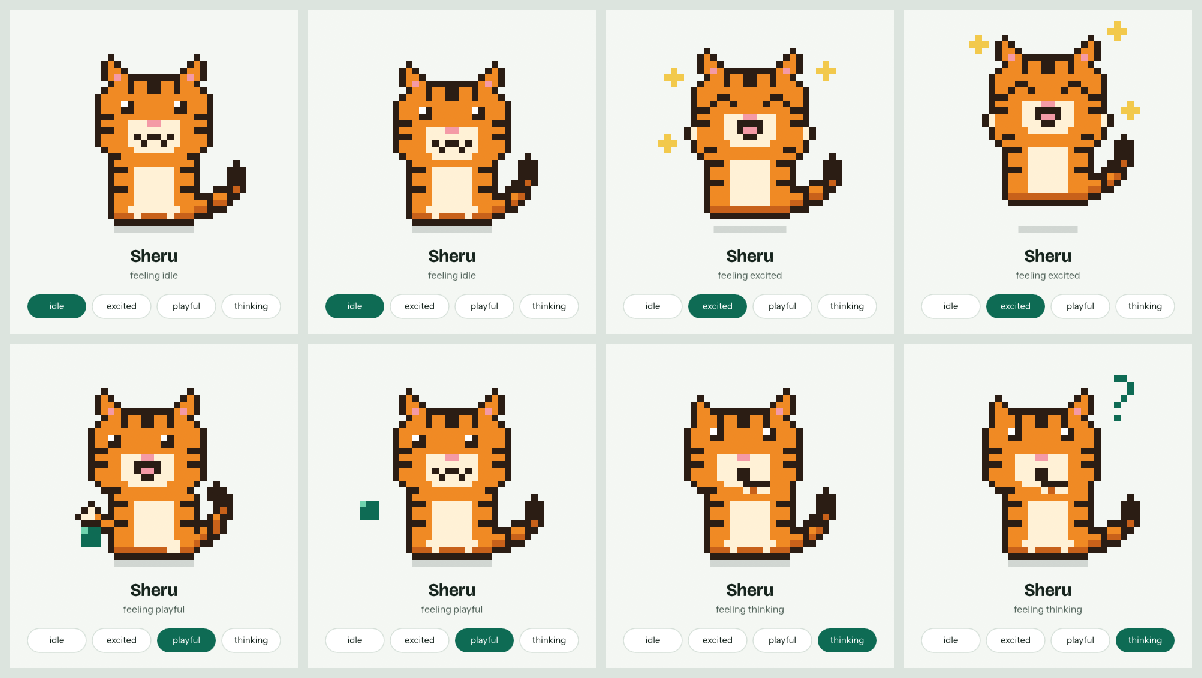 Sheru
feeling idle
idle excited playful thinking
Sheru
feeling idle
idle excited playful thinking
Sheru
feeling excited
idle excited playful thinking
?
Sheru
feeling excited
idle excited playful thinking
Sheru
feeling playful
idle excited playful thinking
Sheru
feeling playful
idle excited playful thinking
Sheru
feeling thinking
idle excited playful thinking
?
Sheru
feeling thinking
idle excited playful thinking